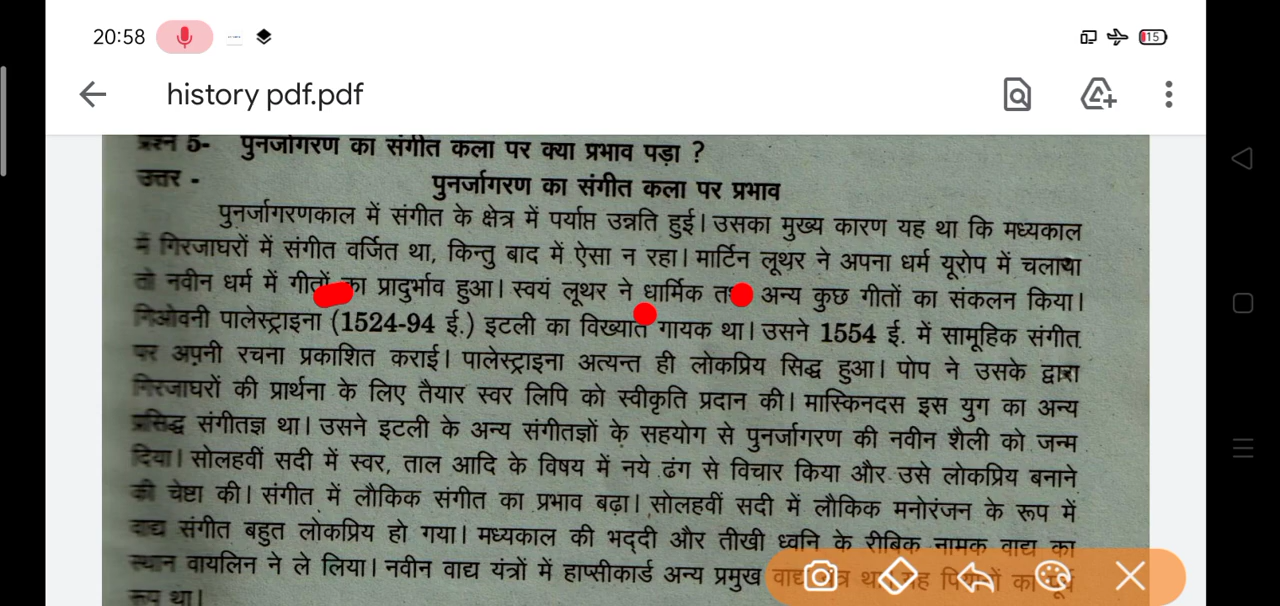 20:58
15
history pdf.pdf
प्रश्न 5- पुनर्जागरण का संगीत कला पर क्या प्रभाव पड़ा ?
उत्तर -
पुनर्जागरण का संगीत कला पर प्रभाव
पुनर्जागरणकाल में संगीत के क्षेत्र में पर्याप्त उन्नति हुई। उसका मुख्य कारण यह था कि मध्यकाल
में गिरजाघरों में संगीत वर्जित था, किन्तु बाद में ऐसा न रहा। मार्टिन लूथर ने अपना धर्म यूरोप में चलाया
तो नवीन धर्म में गीतों का प्रादुर्भाव हुआ। स्वयं लूथर ने धार्मिक तथा अन्य कुछ गीतों का संकलन किया।
गिओवनी पालेस्ट्राइना (1524-94 ई.) इटली का विख्यात गायक था। उसने 1554 ई. में सामूहिक संगीत
पर अपनी रचना प्रकाशित कराई। पालेस्ट्राइना अत्यन्त ही लोकप्रिय सिद्ध हुआ। पोप ने उसके द्वारा
गिरजाघरों की प्रार्थना के लिए तैयार स्वर लिपि को स्वीकृति प्रदान की। मास्किनदस इस युग का अन्य
प्रसिद्ध संगीतज्ञ था। उसने इटली के अन्य संगीतज्ञों के सहयोग से पुनर्जागरण की नवीन शैली को जन्म
दिया। सोलहवीं सदी में स्वर, ताल आदि के विषय में नये ढंग से विचार किया और उसे लोकप्रिय बनाने
की चेष्टा की। संगीत में लौकिक संगीत का प्रभाव बढ़ा। सोलहवीं सदी में लौकिक मनोरंजन के रूप में
वाद्य संगीत बहुत लोकप्रिय हो गया। मध्यकाल की भद्दी और तीखी ध्वनि के रीबिक नामक वाद्य का
स्थान वायलिन ने ले लिया। नवीन वाद्य यंत्रों में हाप्सीकार्ड अन्य प्रमुख वाद्य यंत्र था। यह पियानो का पूर्व
रूप था।